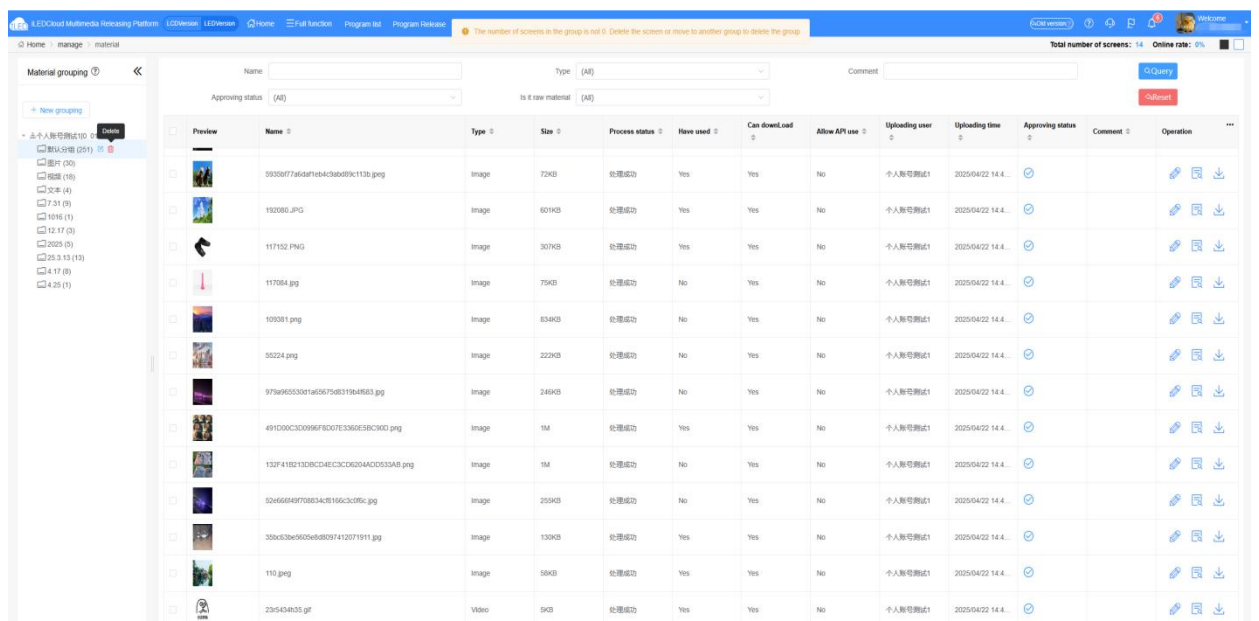 iLEDCloud Multimedia Releasing Platform LCDVersion LEDVersion Home Full function Program list Program Release
The number of screens in the group is not 0. Delete the screen or move to another group to delete the group
Old version Welcome
Home > manage > material
Total number of screens: 14 Online rate: 0%
Material grouping
+ New grouping
Delete
默认分组 (251)
图片 (30)
视频 (18)
文本 (4)
7.31 (9)
1016 (1)
12.17 (3)
2025 (5)
25.3.13 (13)
4.17 (8)
4.25 (1)
Name Type (All) Comment Query
Approving status (All) Is it raw material (All) Reset
Preview Name Type Size Process status Have used Can downLoad Allow API use Uploading user Uploading time Approving status Comment Operation
Image 72KB 处理成功 Yes Yes No 个人账号测试1 2025/04/22 14:4...
192080.JPG Image 601KB 处理成功 Yes Yes No 个人账号测试1 2025/04/22 14:4...
117152.PNG Image 307KB 处理成功 Yes Yes No 个人账号测试1 2025/04/22 14:4...
117084.jpg Image 75KB 处理成功 No Yes No 个人账号测试1 2025/04/22 14:4...
109381.png Image 834KB 处理成功 No Yes No 个人账号测试1 2025/04/22 14:4...
55224.png Image 222KB 处理成功 No Yes No 个人账号测试1 2025/04/22 14:4...
979a965530d1a65675d8319b4f683.jpg Image 246KB 处理成功 No Yes No 个人账号测试1 2025/04/22 14:4...
491D00C3D0996F8D07E3360E5BC90D.png Image 1M 处理成功 Yes Yes No 个人账号测试1 2025/04/22 14:4...
132F41B213DBCD4EC3CD6204ADD533AB.png Image 1M 处理成功 No Yes No 个人账号测试1 2025/04/22 14:4...
52e666f49f708834cf8166c3c0f6c.jpg Image 255KB 处理成功 No Yes No 个人账号测试1 2025/04/22 14:4...
35bc63be5605e8d8097412071911.jpg Image 130KB 处理成功 Yes Yes No 个人账号测试1 2025/04/22 14:4...
110.jpeg Image 56KB 处理成功 Yes Yes No 个人账号测试1 2025/04/22 14:4...
23r5434h35.gif Video 5KB 处理成功 Yes Yes No 个人账号测试1 2025/04/22 14:4...